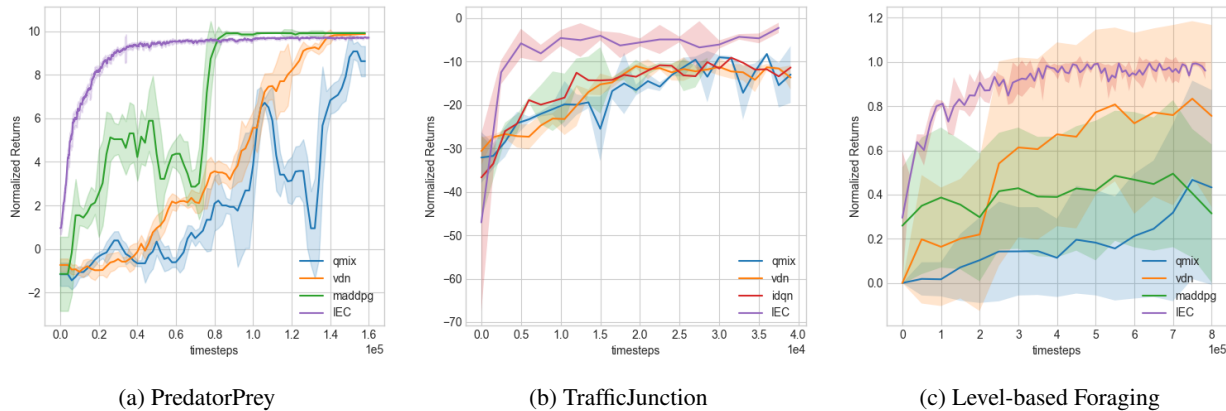 10
8
6
4
2
0
−2
Normalized Returns
qmix
vdn
maddpg
IEC
0.0 0.2 0.4 0.6 0.8 1.0 1.2 1.4 1.6
timesteps
1e5
(a) PredatorPrey
0
−10
−20
−30
−40
−50
−60
−70
Normalized Returns
qmix
vdn
idqn
IEC
0.0 0.5 1.0 1.5 2.0 2.5 3.0 3.5 4.0
timesteps
1e4
(b) TrafficJunction
1.2
1.0
0.8
0.6
0.4
0.2
0.0
Normalized Returns
qmix
vdn
maddpg
IEC
0 1 2 3 4 5 6 7 8
timesteps
1e5
(c) Level-based Foraging